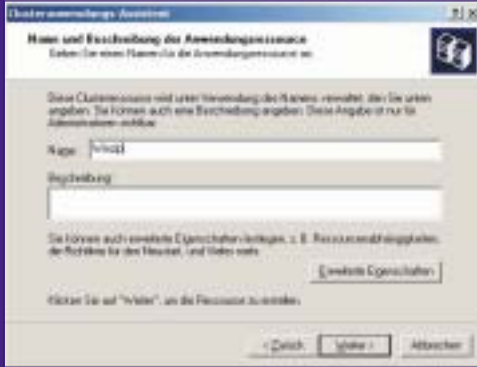 Clusteranwendungs-Assistent
Name und Beschreibung der Anwendungsressource
Geben Sie einen Namen für die Anwendungsressource an.
Diese Clusterressource wird unter Verwendung des Namens verwaltet, den Sie unten
angeben. Sie können auch eine Beschreibung angeben. Diese Angabe ist nur für
Administratoren sichtbar.
Name:
Beschreibung:
Sie können auch erweiterte Eigenschaften festlegen, z. B. Ressourcenabhängigkeiten,
die Richtlinie für den Neustart, und Vieles mehr.
Erweiterte Eigenschaften
Klicken Sie auf "Weiter", um die Ressource zu erstellen.
< Zurück Weiter > Abbrechen